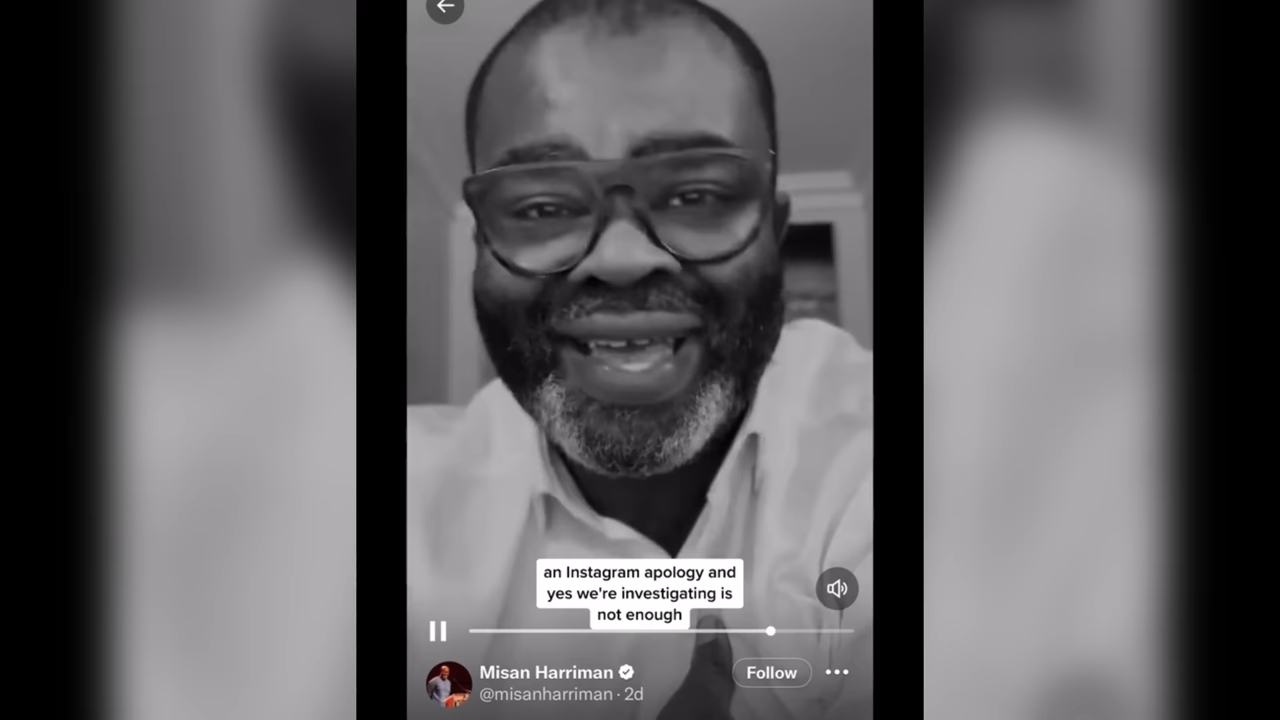 an Instagram apology and
yes we're investigating is
not enough
Misan Harriman
@misanharriman · 2d
Follow